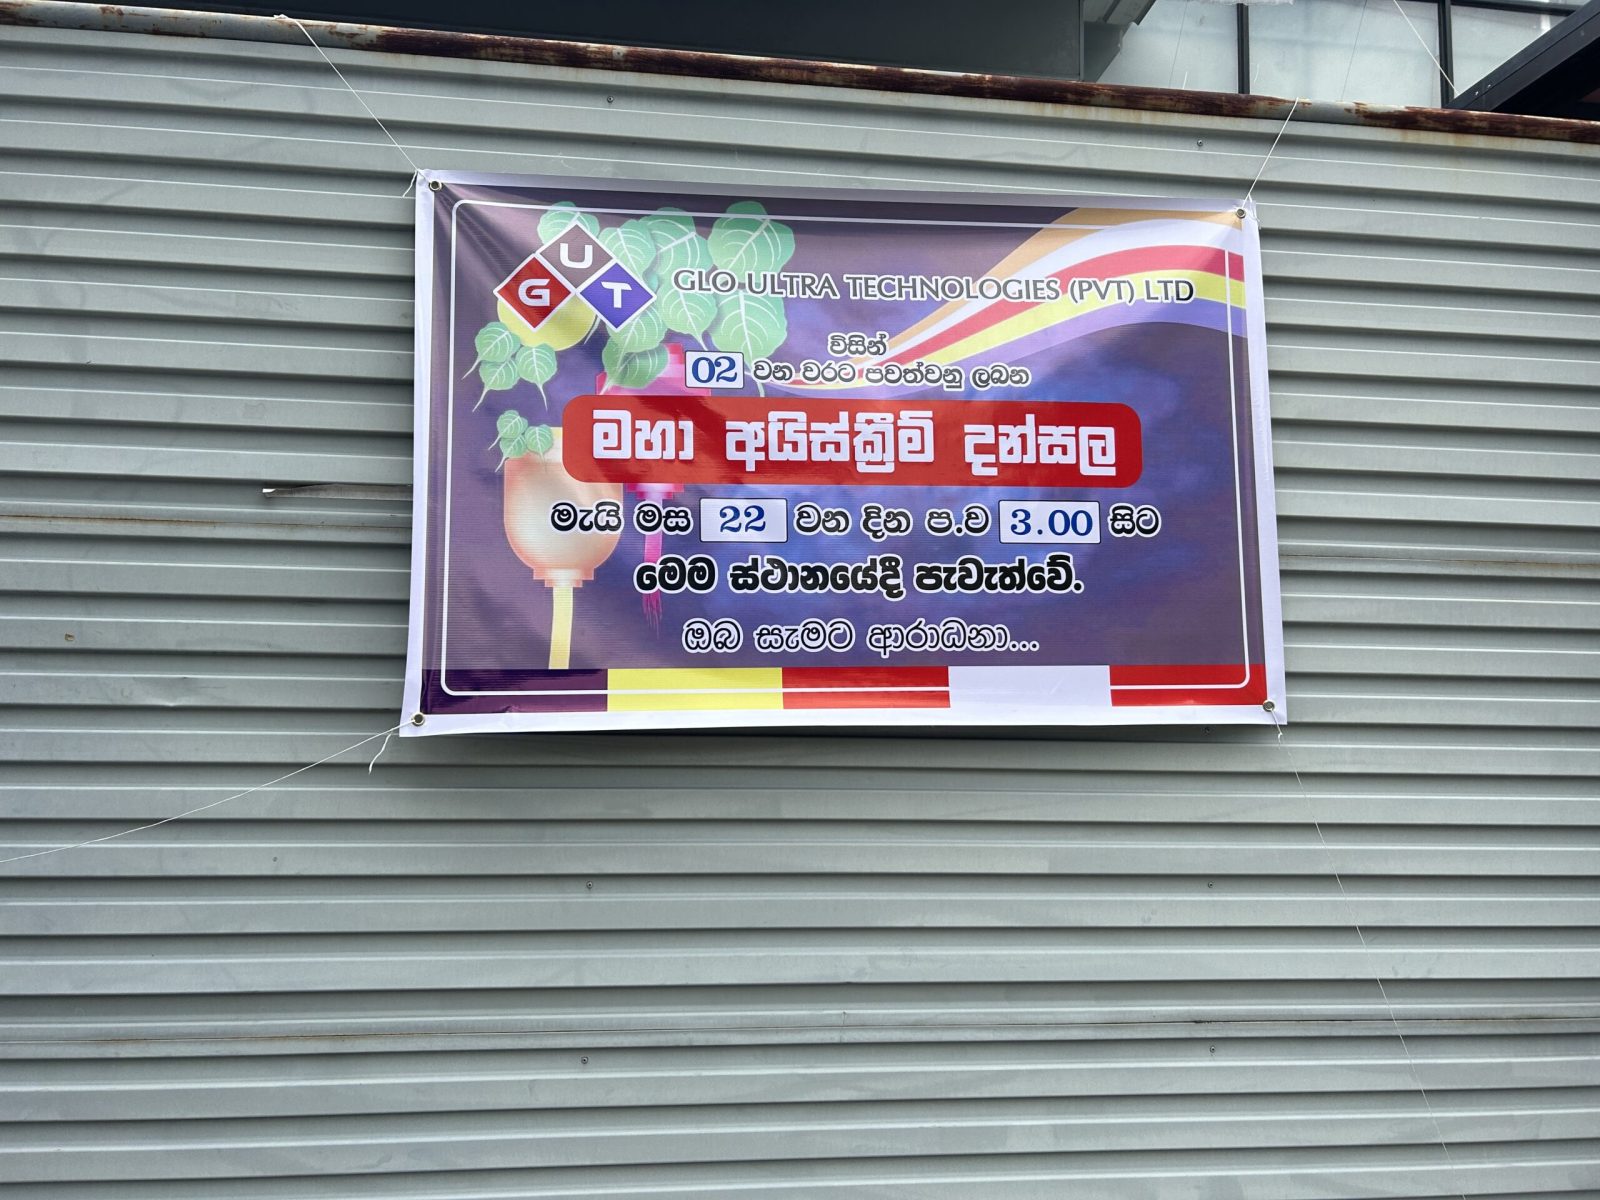 GUT
GLO ULTRA TECHNOLOGIES (PVT) LTD
විසින්
02 වන වරට පවත්වනු ලබන
මහා අයිස්ක්‍රීම් දන්සල
මැයි මස 22 වන දින ප.ව 3.00 සිට
මෙම ස්ථානයේදී පැවැත්වේ.
ඔබ සැමට ආරාධනා...